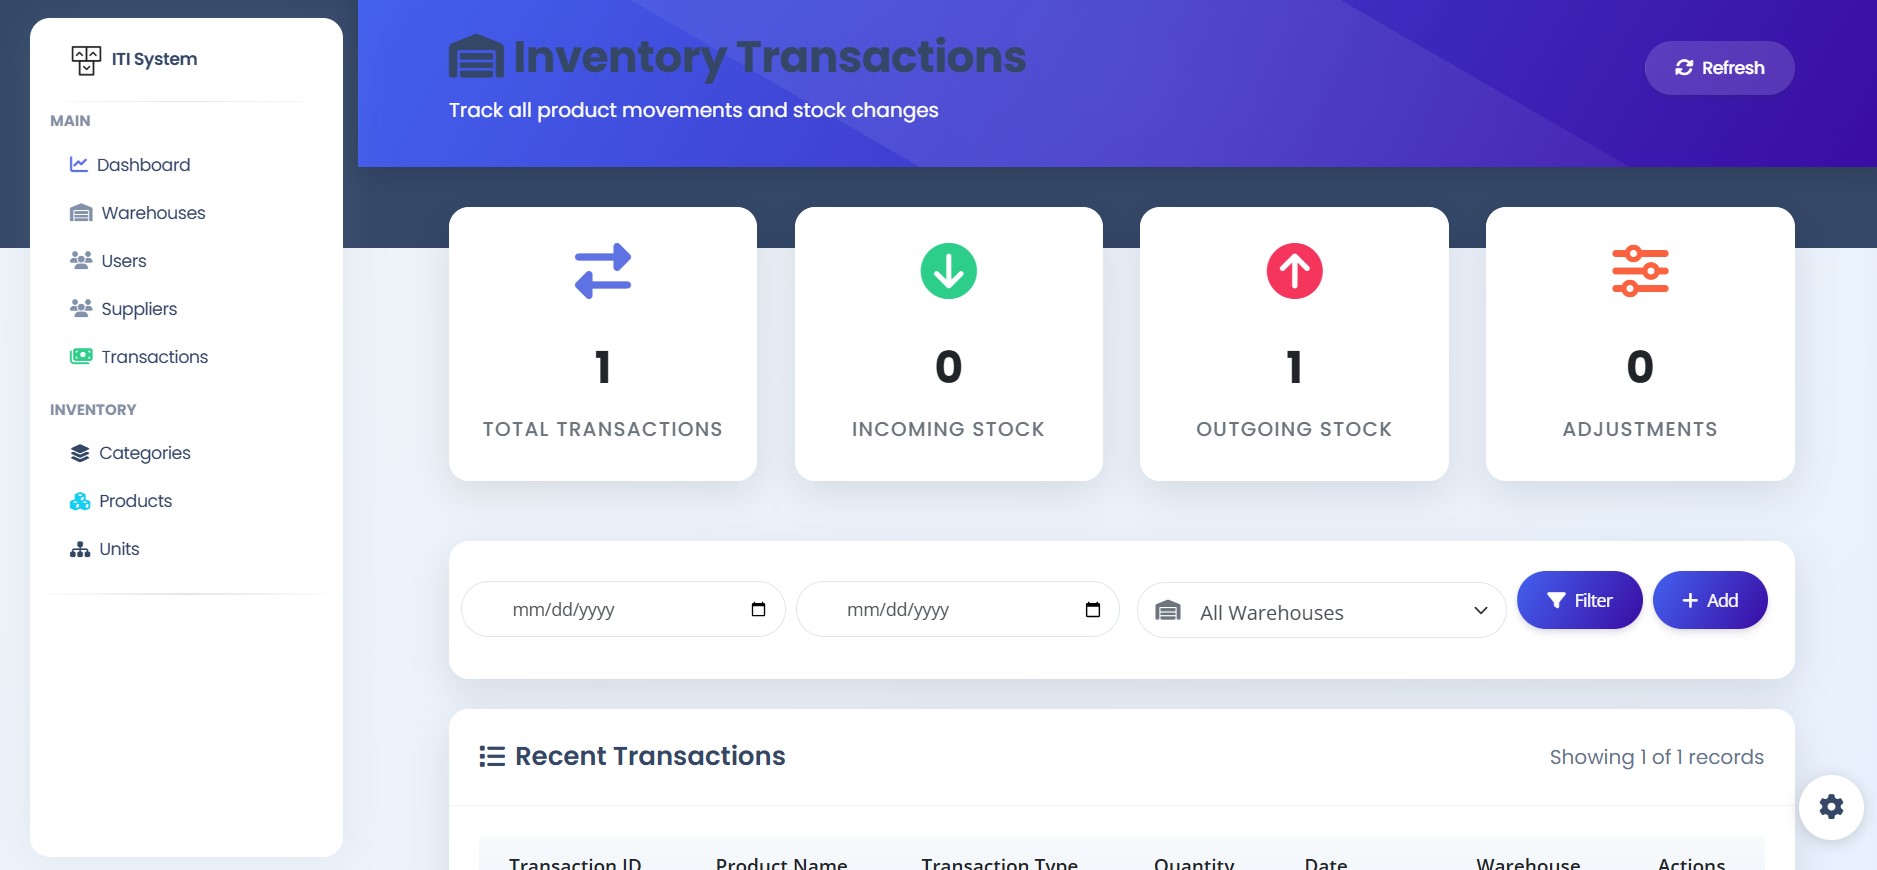 ITI System
MAIN
Dashboard
Warehouses
Users
Suppliers
Transactions
INVENTORY
Categories
Products
Units
Inventory Transactions
Track all product movements and stock changes
Refresh
1
TOTAL TRANSACTIONS
0
INCOMING STOCK
1
OUTGOING STOCK
0
ADJUSTMENTS
mm/dd/yyyy mm/dd/yyyy All Warehouses Filter Add
Recent Transactions Showing 1 of 1 records
Transaction ID Product Name Transaction Type Quantity Date Warehouse Actions